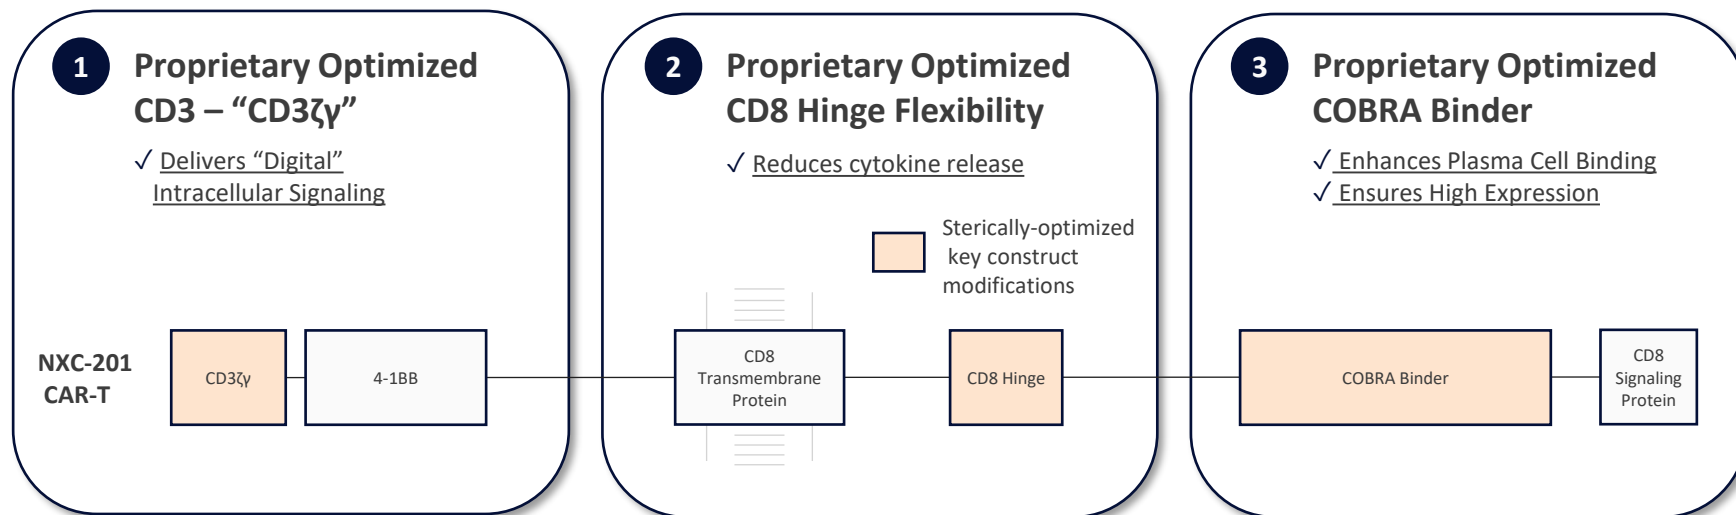 1
Proprietary Optimized
CD3 – “CD3ζγ”
✓ Delivers “Digital”
Intracellular Signaling
2
Proprietary Optimized
CD8 Hinge Flexibility
✓ Reduces cytokine release
Sterically-optimized
key construct
modifications
3
Proprietary Optimized
COBRA Binder
✓ Enhances Plasma Cell Binding
✓ Ensures High Expression
NXC-201
CAR-T
CD3ζγ
4-1BB
CD8
Transmembrane
Protein
CD8 Hinge
COBRA Binder
CD8
Signaling
Protein